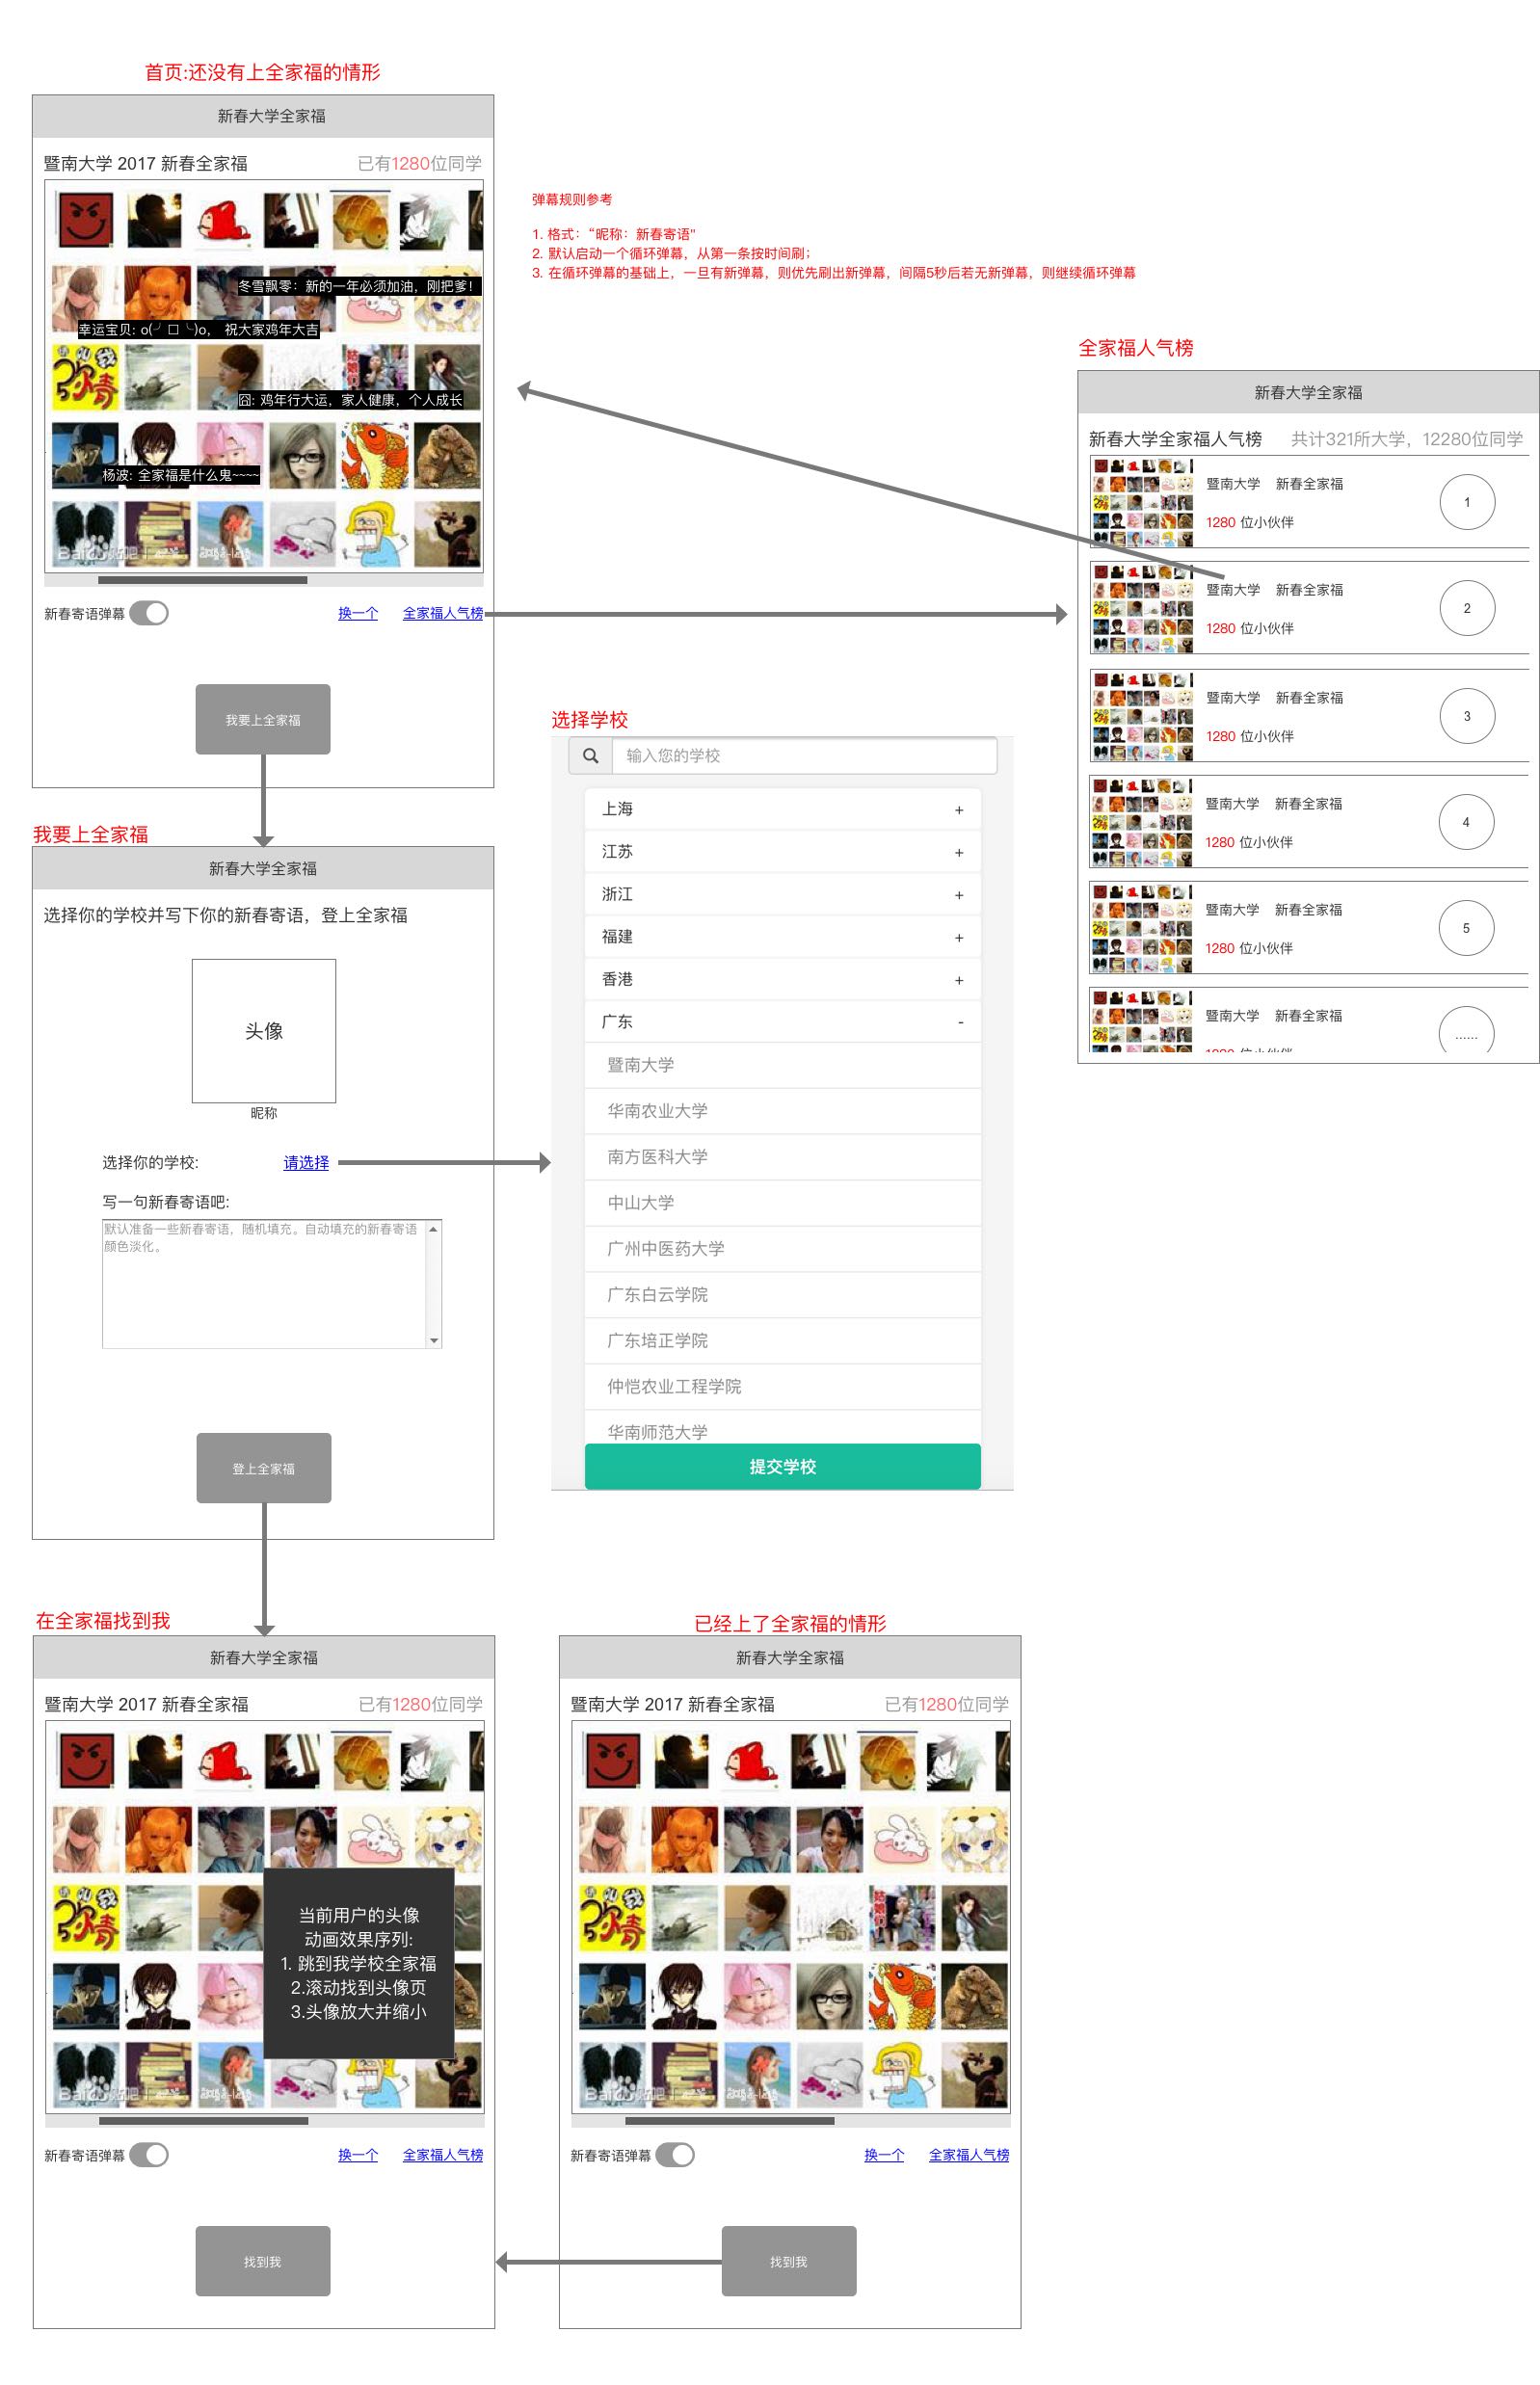 首页:还没有上全家福的情形
新春大学全家福
暨南大学 2017 新春全家福
已有1280位同学
冬雪飘零：新的一年必须加油，刚把爹！
幸运宝贝: o(╯□╰)o， 祝大家鸡年大吉
囧: 鸡年行大运，家人健康，个人成长
杨波: 全家福是什么鬼~~~~
新春寄语弹幕
换一个
全家福人气榜
我要上全家福
弹幕规则参考
1. 格式：“昵称：新春寄语"
2. 默认启动一个循环弹幕，从第一条按时间刷；
3. 在循环弹幕的基础上，一旦有新弹幕，则优先刷出新弹幕，间隔5秒后若无新弹幕，则继续循环弹幕
全家福人气榜
新春大学全家福
新春大学全家福人气榜
共计321所大学，12280位同学
暨南大学 新春全家福
1280 位小伙伴
1
暨南大学 新春全家福
1280 位小伙伴
2
暨南大学 新春全家福
1280 位小伙伴
3
暨南大学 新春全家福
1280 位小伙伴
4
暨南大学 新春全家福
1280 位小伙伴
5
暨南大学 新春全家福
1280 位小伙伴
......
我要上全家福
新春大学全家福
选择你的学校并写下你的新春寄语，登上全家福
头像
昵称
选择你的学校:
请选择
写一句新春寄语吧:
默认准备一些新春寄语，随机填充。自动填充的新春寄语
颜色淡化。
登上全家福
选择学校
输入您的学校
上海 +
江苏 +
浙江 +
福建 +
香港 +
广东 -
暨南大学
华南农业大学
南方医科大学
中山大学
广州中医药大学
广东白云学院
广东培正学院
仲恺农业工程学院
华南师范大学
提交学校
在全家福找到我
新春大学全家福
暨南大学 2017 新春全家福
已有1280位同学
当前用户的头像
动画效果序列:
1. 跳到我学校全家福
2.滚动找到头像页
3.头像放大并缩小
新春寄语弹幕
换一个
全家福人气榜
找到我
已经上了全家福的情形
新春大学全家福
暨南大学 2017 新春全家福
已有1280位同学
新春寄语弹幕
换一个
全家福人气榜
找到我